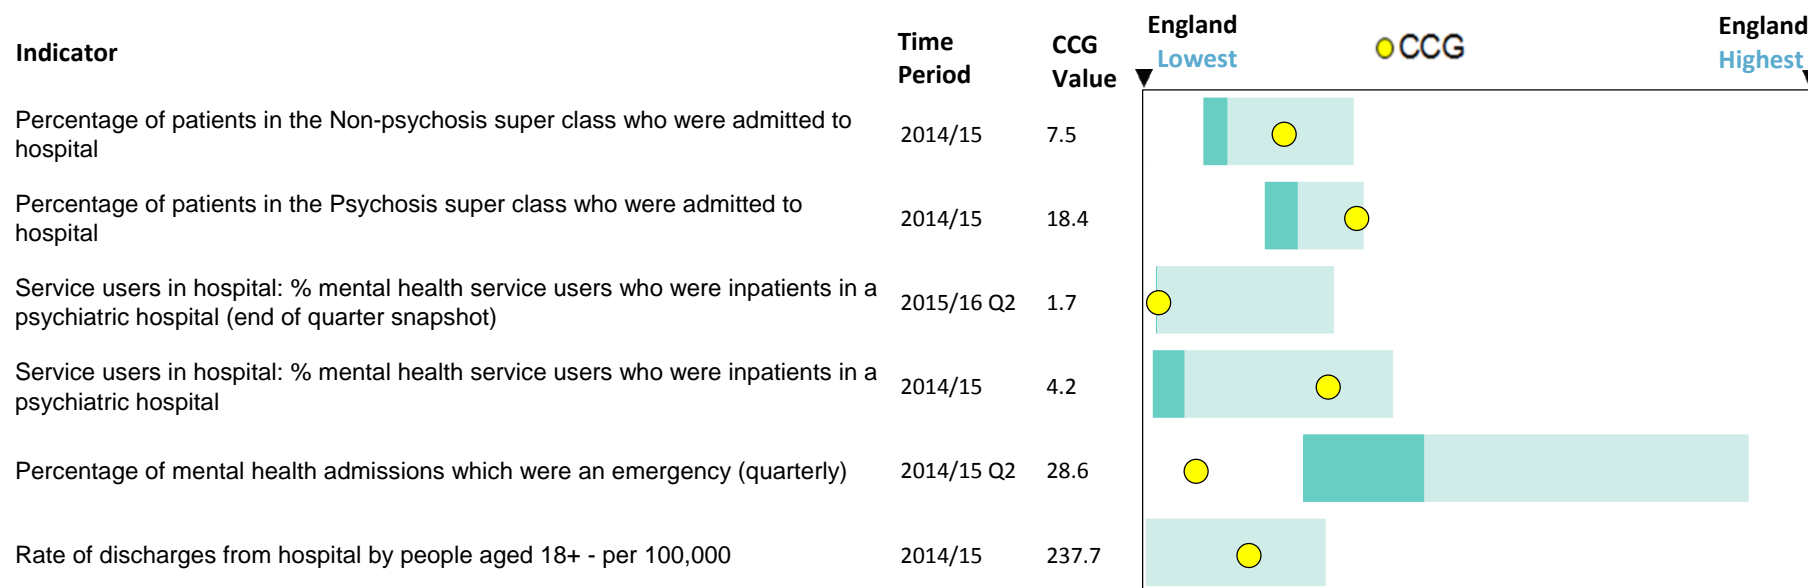 Indicator
Time Period
CCG Value
England Lowest
CCG
England Highest
Percentage of patients in the Non-psychosis super class who were admitted to
hospital
2014/15
7.5
Percentage of patients in the Psychosis super class who were admitted to
hospital
2014/15
18.4
Service users in hospital: % mental health service users who were inpatients in a
psychiatric hospital (end of quarter snapshot)
2015/16 Q2
1.7
Service users in hospital: % mental health service users who were inpatients in a
psychiatric hospital
2014/15
4.2
Percentage of mental health admissions which were an emergency (quarterly)
2014/15 Q2
28.6
Rate of discharges from hospital by people aged 18+ - per 100,000
2014/15
237.7